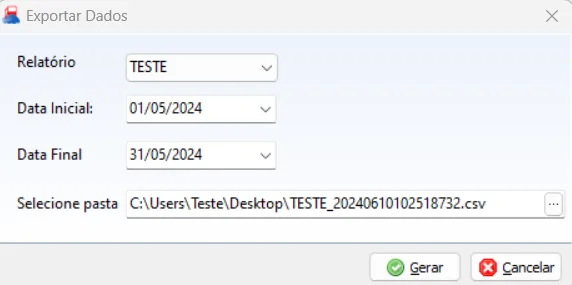 Exportar Dados
Relatório TESTE
Data Inicial: 01/05/2024
Data Final 31/05/2024
Selecione pasta C:\Users\Teste\Desktop\TESTE_20240610102518732.csv ...
Gerar Cancelar